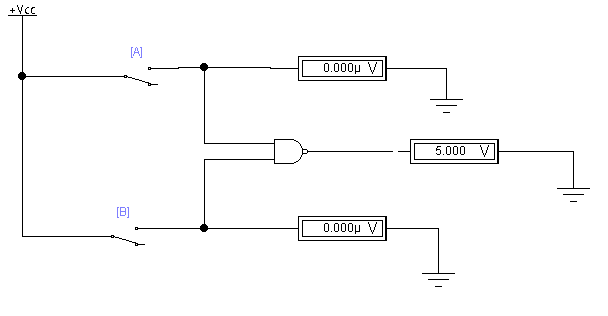 +Vcc
[A]
0.000µ V
5.000 V
[B]
0.000µ V